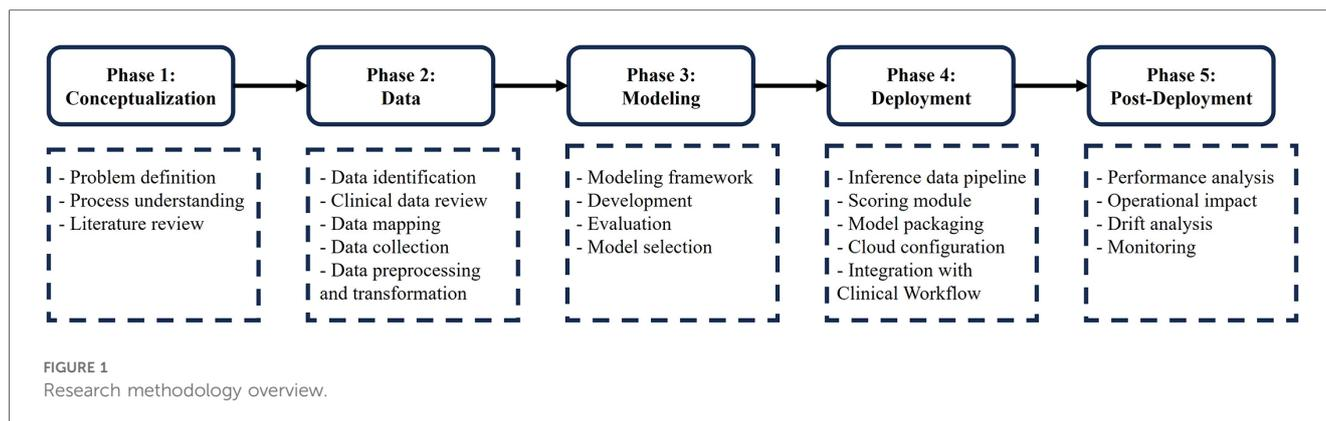 Phase 1:
Conceptualization
Phase 2:
Data
Phase 3:
Modeling
Phase 4:
Deployment
Phase 5:
Post-Deployment
- Problem definition
- Process understanding
- Literature review
- Data identification
- Clinical data review
- Data mapping
- Data collection
- Data preprocessing
and transformation
- Modeling framework
- Development
- Evaluation
- Model selection
- Inference data pipeline
- Scoring module
- Model packaging
- Cloud configuration
- Integration with
Clinical Workflow
- Performance analysis
- Operational impact
- Drift analysis
- Monitoring
FIGURE 1
Research methodology overview.